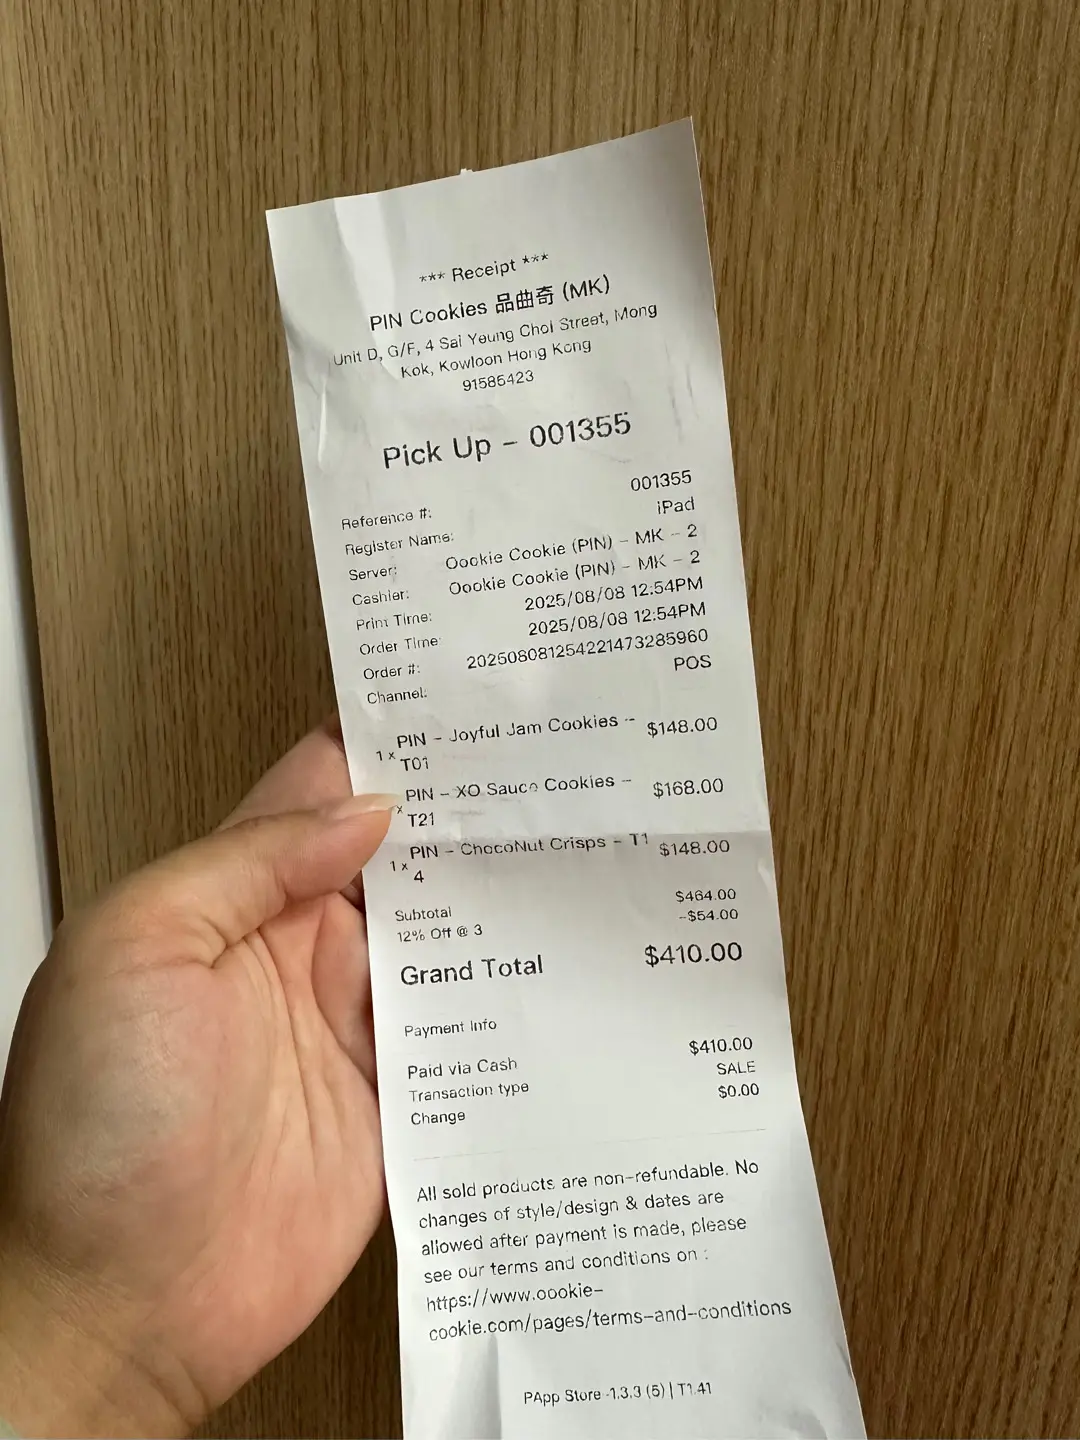 *** Receipt ***
PIN Cookies 品曲奇 (MK)
Unit D, G/F, 4 Sai Yeung Choi Street, Mong
Kok, Kowloon Hong Kong
91586423
Pick Up - 001355
Reference #: 001355
Register Name: iPad
Server: Oookie Cookie (PIN) - MK - 2
Cashier: Oookie Cookie (PIN) - MK - 2
Print Time: 2025/08/08 12:54PM
Order Time: 2025/08/08 12:54PM
Order #: 202508081254221473285960
Channel: POS
1 x PIN - Joyful Jam Cookies - $148.00
T01
x PIN - XO Sauce Cookies - $168.00
T21
1 x PIN - ChocoNut Crisps - T1 $148.00
4
Subtotal $464.00
12% Off @ 3 -$54.00
Grand Total $410.00
Payment Info
Paid via Cash $410.00
Transaction type SALE
Change $0.00
All sold products are non-refundable. No
changes of style/design & dates are
allowed after payment is made, please
see our terms and conditions on :
https://www.oookie-
cookie.com/pages/terms-and-conditions
PApp Store -1.3.3 (5) | T1.41